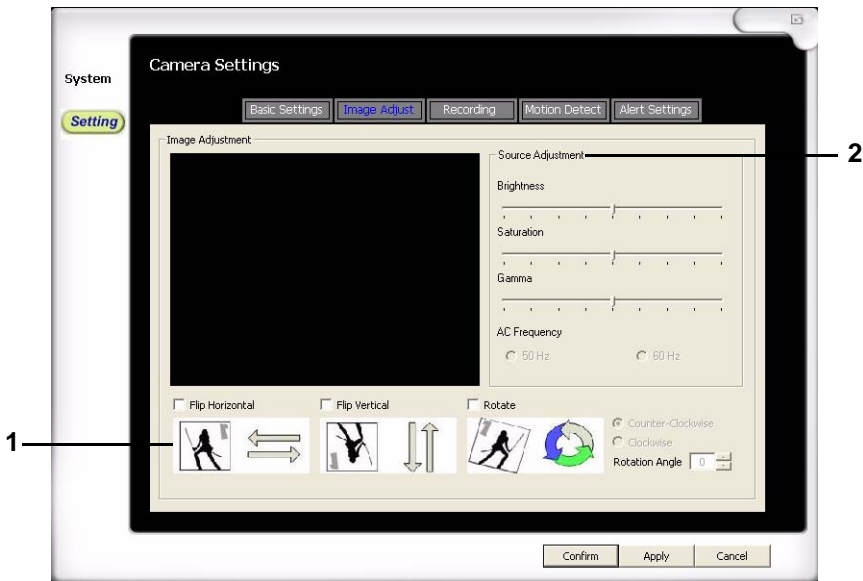 System
Setting
Camera Settings
Basic Settings
Image Adjust
Recording
Motion Detect
Alert Settings
Image Adjustment
Source Adjustment
2
Brightness
Saturation
Gamma
AC Frequency
50 Hz
60 Hz
Flip Horizontal
Flip Vertical
Rotate
1
Counter-Clockwise
Clockwise
Rotation Angle
0
Confirm
Apply
Cancel